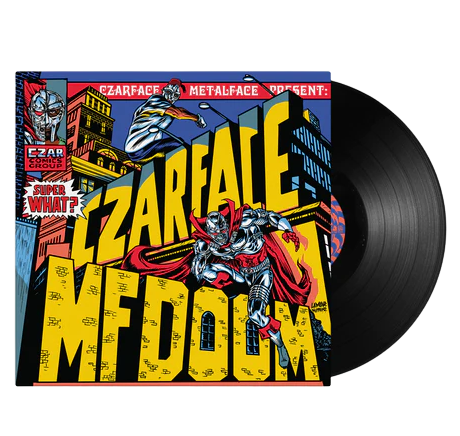 CZARFACE METALFACE PRESENT:
CZAR
COMICS
GROUP
SUPER
WHAT?
CZARFACE
MF DOOM